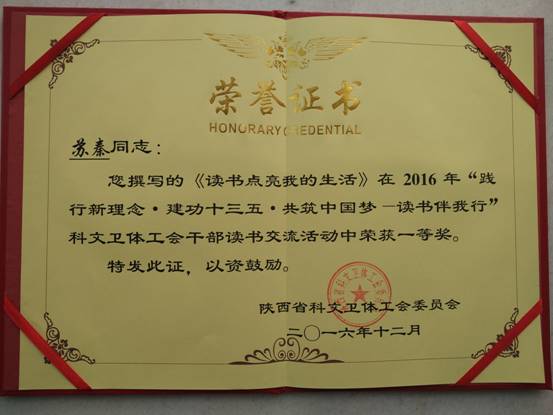 荣誉证书
HONORARY CREDENTIAL
苏秦同志：
您撰写的《读书点亮我的生活》在 2016 年“践
行新理念·建功十三五·共筑中国梦—读书伴我行”
科文卫体工会干部读书交流活动中荣获一等奖。
特发此证，以资鼓励。
陕西省科文卫体工会委员会
二〇一六年十二月